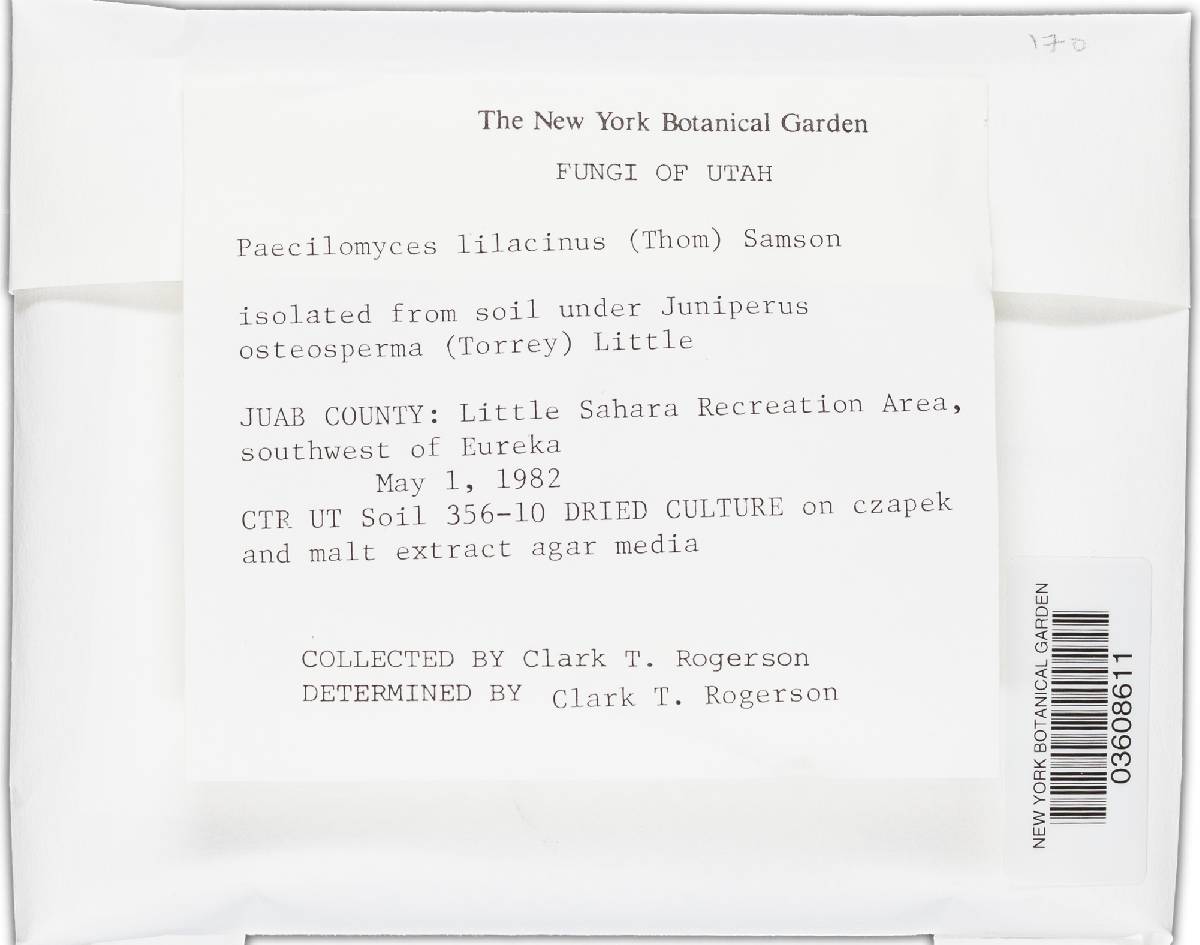 170
The New York Botanical Garden
FUNGI OF UTAH
Paecilomyces lilacinus (Thom) Samson
isolated from soil under Juniperus
osteosperma (Torrey) Little
JUAB COUNTY: Little Sahara Recreation Area,
southwest of Eureka
May 1, 1982
CTR UT Soil 356-10 DRIED CULTURE on czapek
and malt extract agar media
COLLECTED BY Clark T. Rogerson
DETERMINED BY Clark T. Rogerson
NEW YORK BOTANICAL GARDEN
03608611